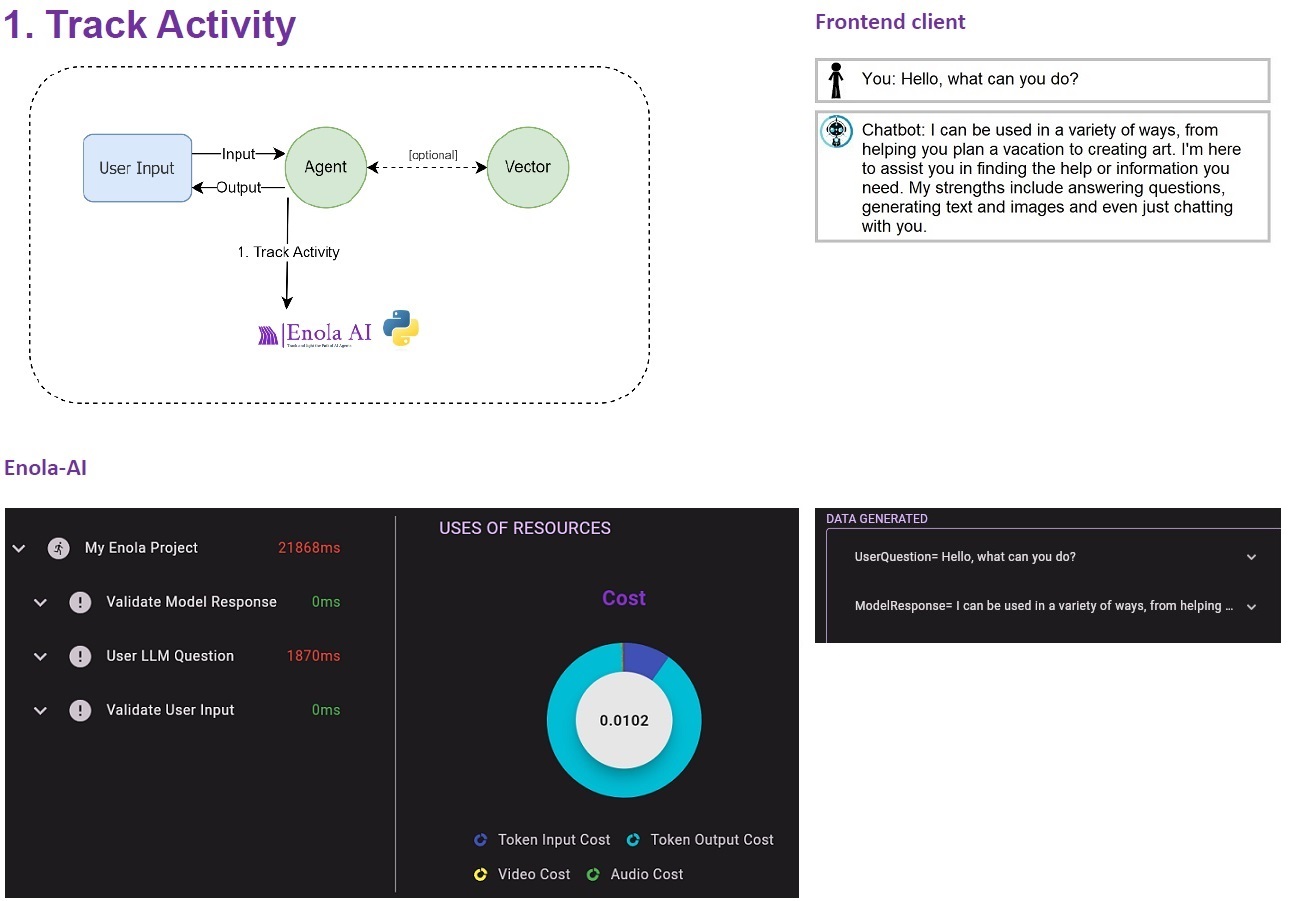 1. Track Activity
User Input
Input
Output
Agent
[optional]
Vector
1. Track Activity
Enola AI
Frontend client
You: Hello, what can you do?
Chatbot: I can be used in a variety of ways, from
helping you plan a vacation to creating art. I'm here
to assist you in finding the help or information you
need. My strengths include answering questions,
generating text and images and even just chatting
with you.
Enola-AI
My Enola Project 21868ms
Validate Model Response 0ms
User LLM Question 1870ms
Validate User Input 0ms
USES OF RESOURCES
Cost
0.0102
Token Input Cost Token Output Cost
Video Cost Audio Cost
DATA GENERATED
UserQuestion= Hello, what can you do?
ModelResponse= I can be used in a variety of ways, from helping ...